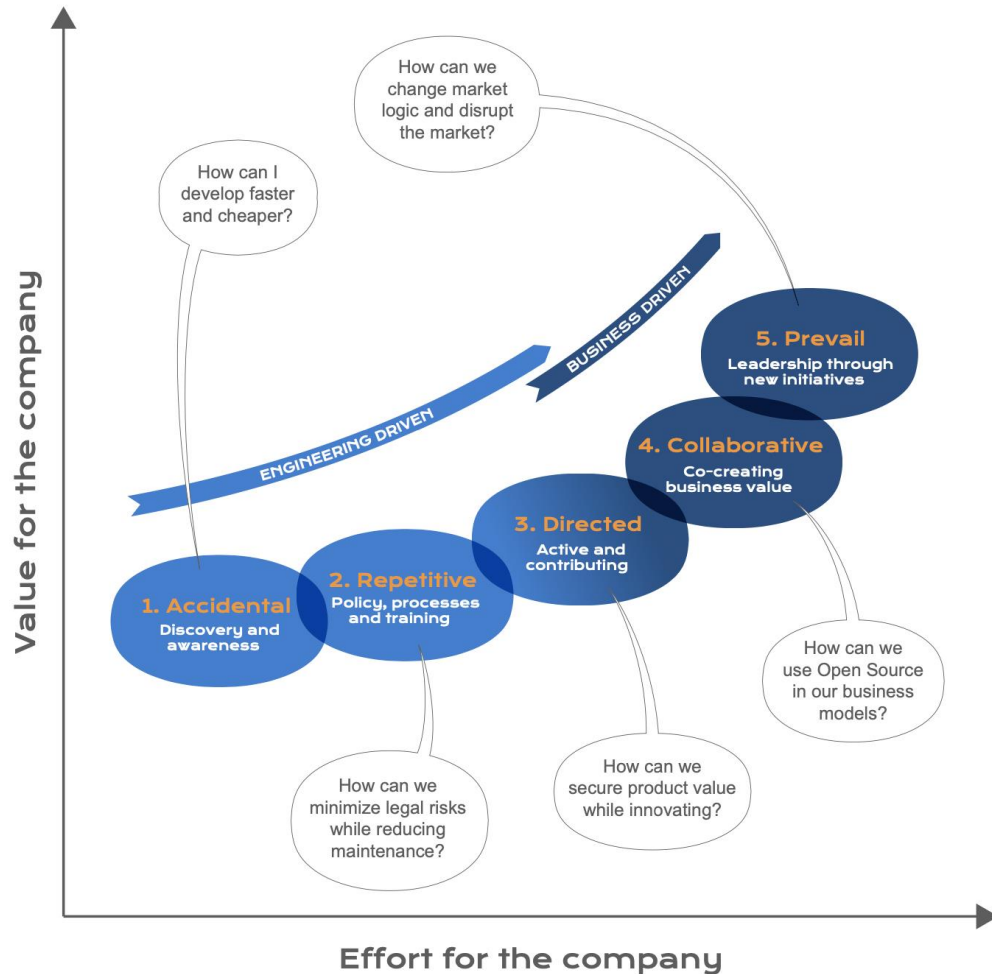 How can we
change market
logic and disrupt
the market?
How can I
develop faster
and cheaper?
BUSINESS DRIVEN
ENGINEERING DRIVEN
Value for the company
5. Prevail
Leadership through
new initiatives
4. Collaborative
Co-creating
business value
3. Directed
Active and
contributing
2. Repetitive
Policy, processes
and training
1. Accidental
Discovery and
awareness
How can we
use Open Source
in our business
models?
How can we
secure product value
while innovating?
How can we
minimize legal risks
while reducing
maintenance?
Effort for the company